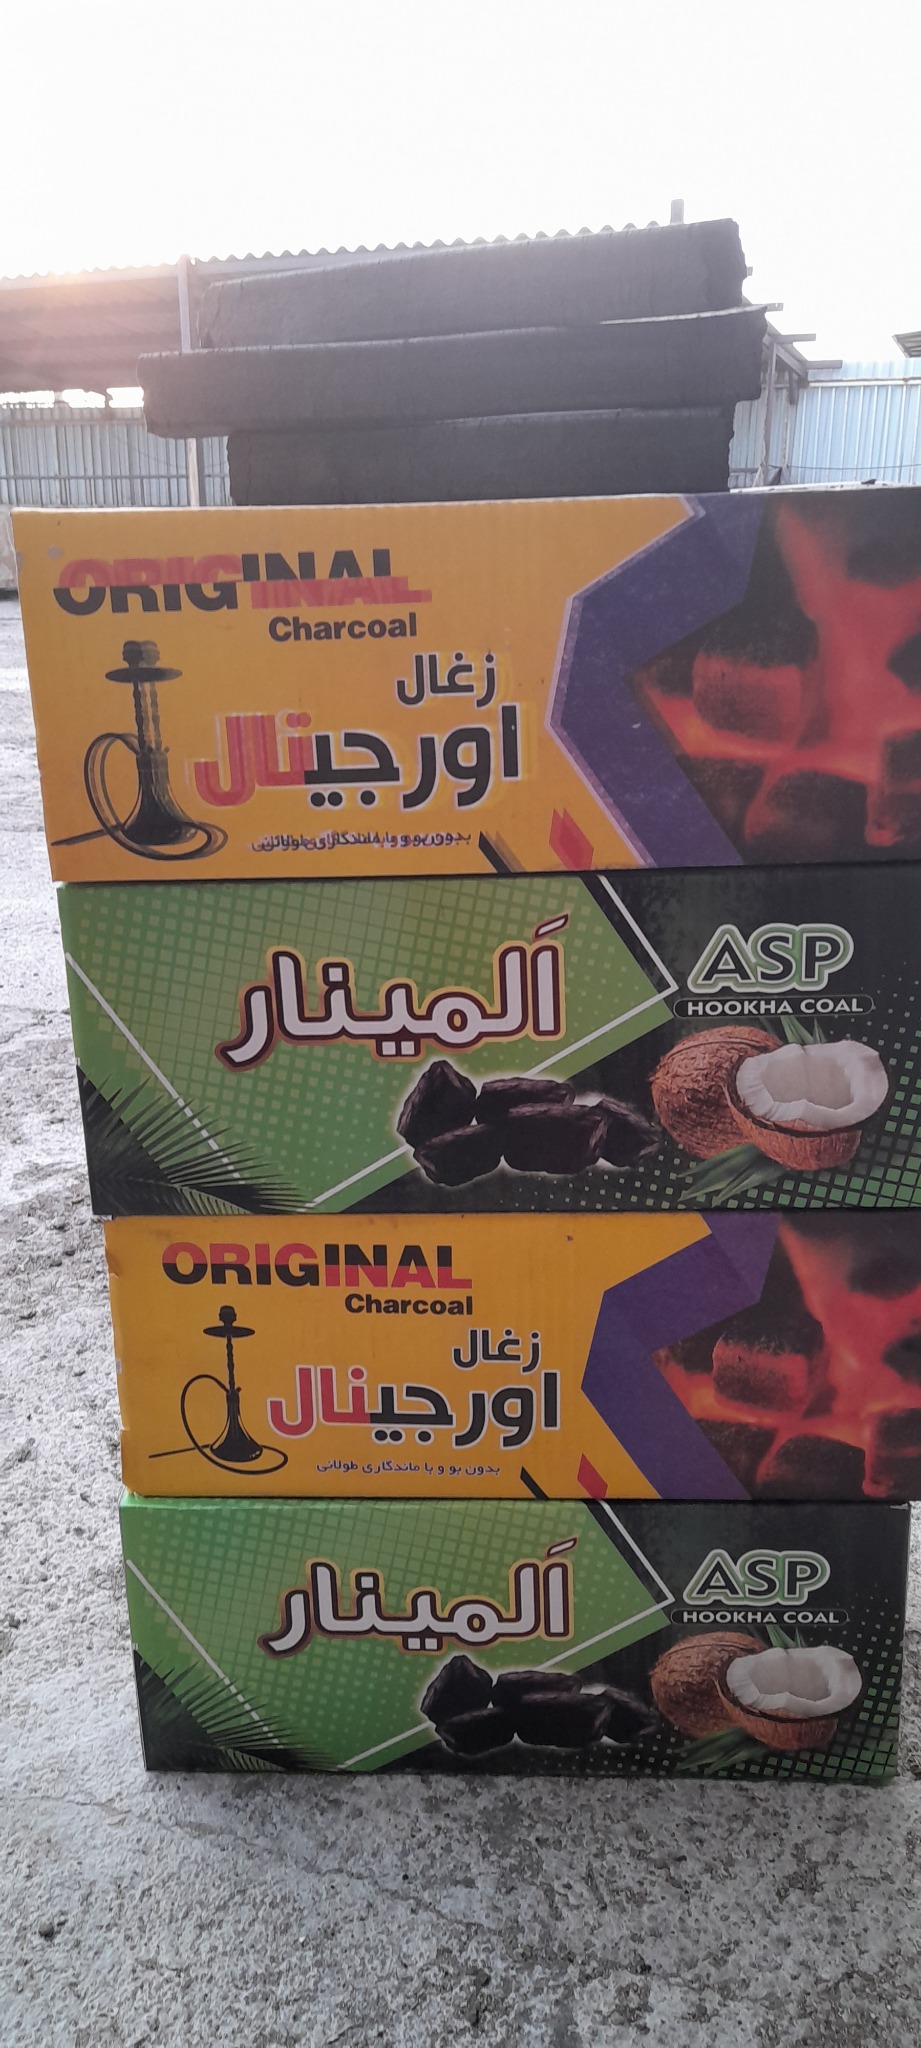 ORIGINAL
Charcoal
زغال
اورجینال
بدون بو و با ماندگاری طولانی
اَلمینار
ASP
HOOKHA COAL
ORIGINAL
Charcoal
زغال
اورجینال
بدون بو و با ماندگاری طولانی
اَلمینار
ASP
HOOKHA COAL